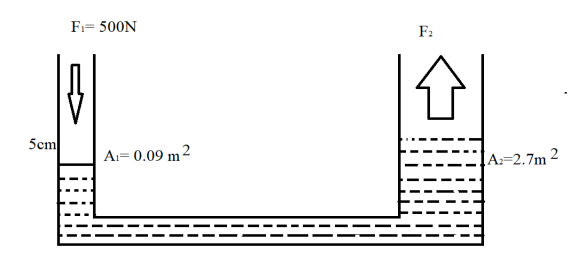 F₁= 500N
F₂
5cm
A₁= 0.09 m²
A₂=2.7m²